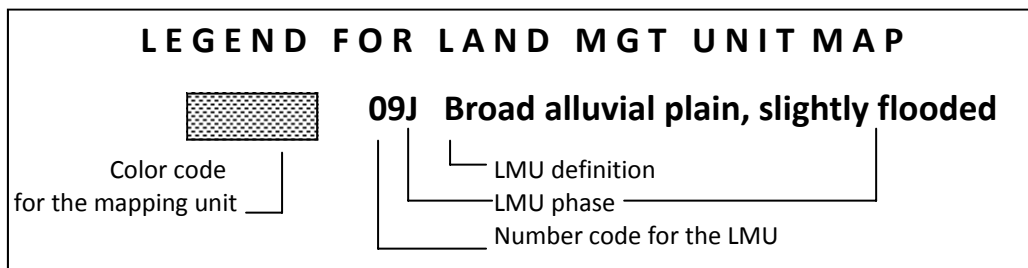 LEGEND FOR LAND MGT UNIT MAP
09J Broad alluvial plain, slightly flooded
Color code
for the mapping unit
LMU definition
LMU phase
Number code for the LMU